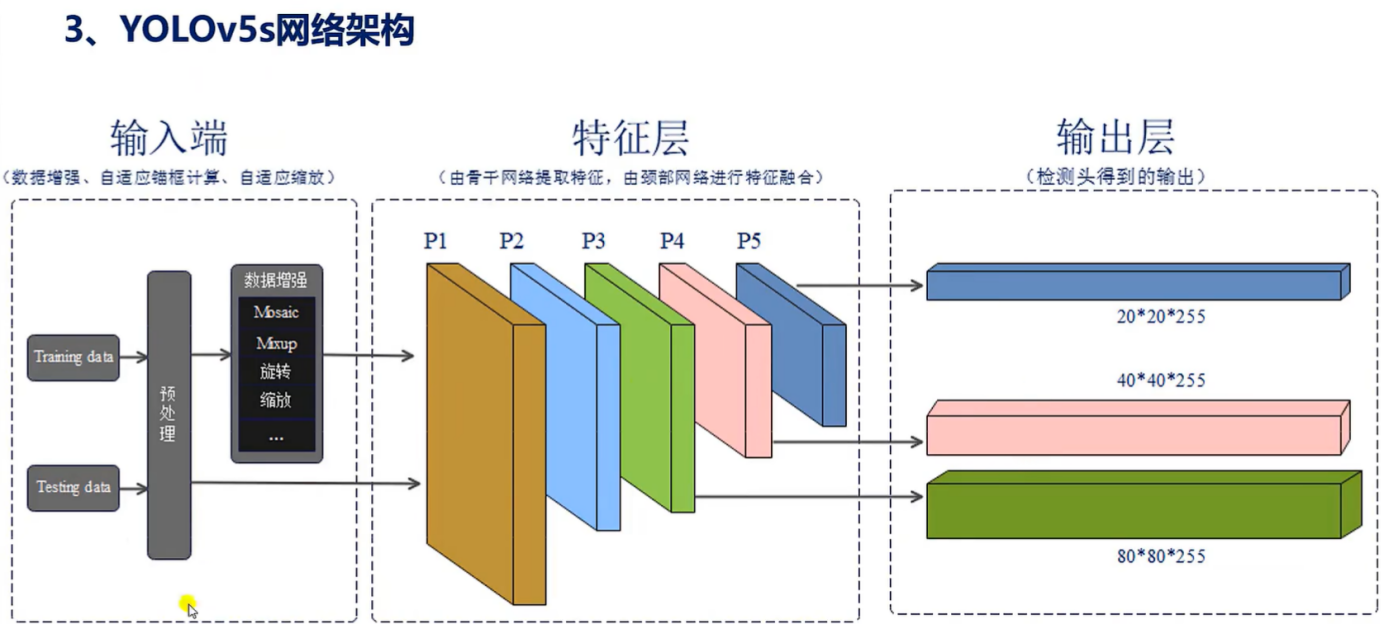 3、YOLOv5s网络架构
输入端
（数据增强、自适应锚框计算、自适应缩放）
Training data
Testing data
预处理
数据增强
Mosaic
Mixup
旋转
缩放
...
特征层
（由骨干网络提取特征，由颈部网络进行特征融合）
P1 P2 P3 P4 P5
输出层
（检测头得到的输出）
20*20*255
40*40*255
80*80*255